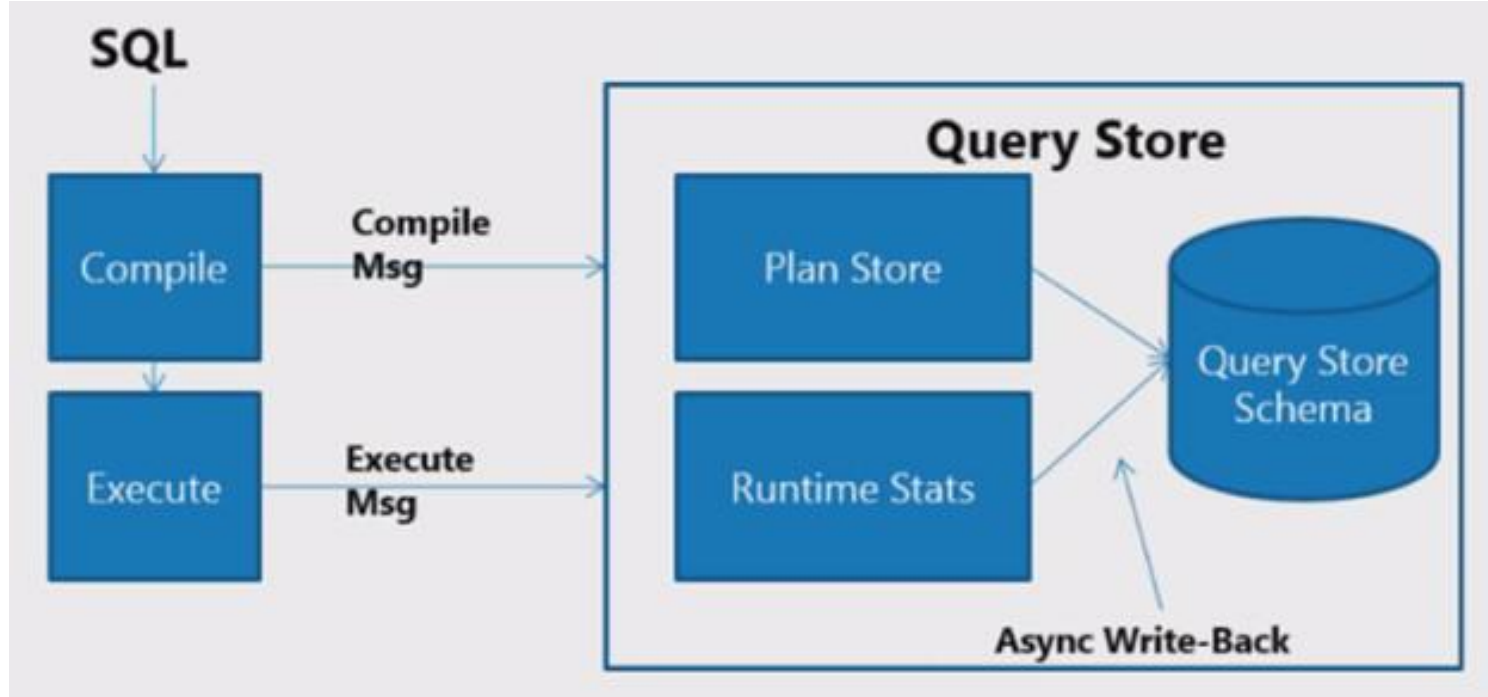 SQL
Query Store
Compile
Compile
Msg
Plan Store
Query Store
Schema
Execute
Execute
Msg
Runtime Stats
Async Write-Back